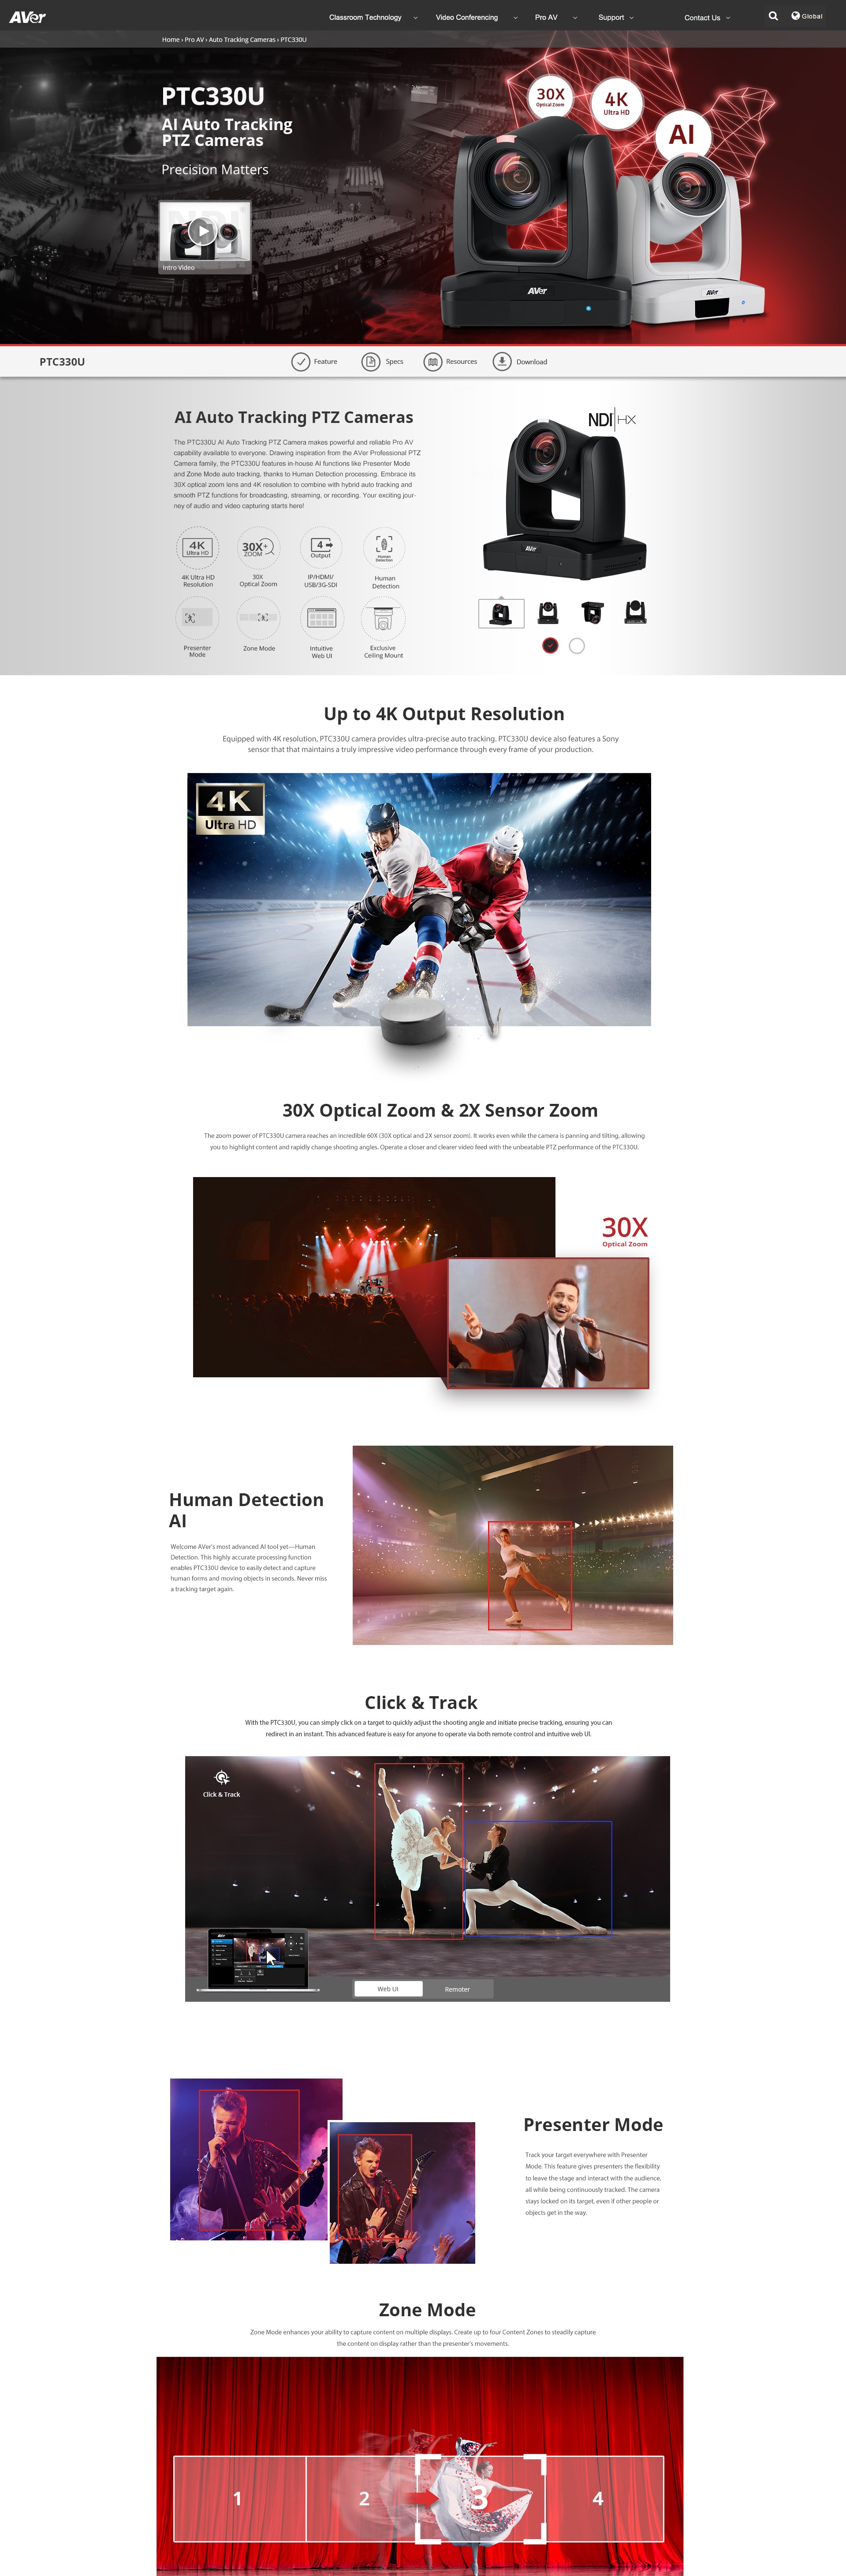 AVer
Classroom Technology
Video Conferencing
Pro AV
Support
Contact Us
Global
Home › Pro AV › Auto Tracking Cameras › PTC330U
PTC330U
AI Auto Tracking
PTZ Cameras
Precision Matters
30X
Optical Zoom
4K
Ultra HD
AI
Intro Video
AVer
AVer
PTC330U
Feature
Specs
Resources
Download
AI Auto Tracking PTZ Cameras
The PTC330U AI Auto Tracking PTZ Camera makes powerful and reliable Pro AV
capability available to everyone. Drawing inspiration from the AVer Professional PTZ
Camera family, the PTC330U features in-house AI functions like Presenter Mode
and Zone Mode auto tracking, thanks to Human Detection processing. Embrace its
30X optical zoom lens and 4K resolution to combine with hybrid auto tracking and
smooth PTZ functions for broadcasting, streaming, or recording. Your exciting jour-
ney of audio and video capturing starts here!
NDI HX
AVer
4K
Ultra HD
30X
ZOOM
4
Output
Human
Detection
4K Ultra HD
Resolution
30X
Optical Zoom
IP/HDMI/
USB/3G-SDI
Human
Detection
Presenter
Mode
Zone Mode
Intuitive
Web UI
Exclusive
Ceiling Mount
Up to 4K Output Resolution
Equipped with 4K resolution, PTC330U camera provides ultra-precise auto tracking. PTC330U device also features a Sony
sensor that that maintains a truly impressive video performance through every frame of your production.
4K
Ultra HD
30X Optical Zoom & 2X Sensor Zoom
The zoom power of PTC330U camera reaches an incredible 60X (30X optical and 2X sensor zoom). It works even while the camera is panning and tilting, allowing
you to highlight content and rapidly change shooting angles. Operate a closer and clearer video feed with the unbeatable PTZ performance of the PTC330U.
30X
Optical Zoom
Human Detection
AI
Welcome AVer's most advanced AI tool yet—Human
Detection. This highly accurate processing function
enables PTC330U device to easily detect and capture
human forms and moving objects in seconds. Never miss
a tracking target again.
Click & Track
With the PTC330U, you can simply click on a target to quickly adjust the shooting angle and initiate precise tracking, ensuring you can
redirect in an instant. This advanced feature is easy for anyone to operate via both remote control and intuitive web UI.
Click & Track
Web UI
Remoter
Presenter Mode
Track your target everywhere with Presenter
Mode. This feature gives presenters the flexibility
to leave the stage and interact with the audience,
all while being continuously tracked. The camera
stays locked on its target, even if other people or
objects get in the way.
Zone Mode
Zone Mode enhances your ability to capture content on multiple displays. Create up to four Content Zones to steadily capture
the content on display rather than the presenter's movements.
1
2
3
4